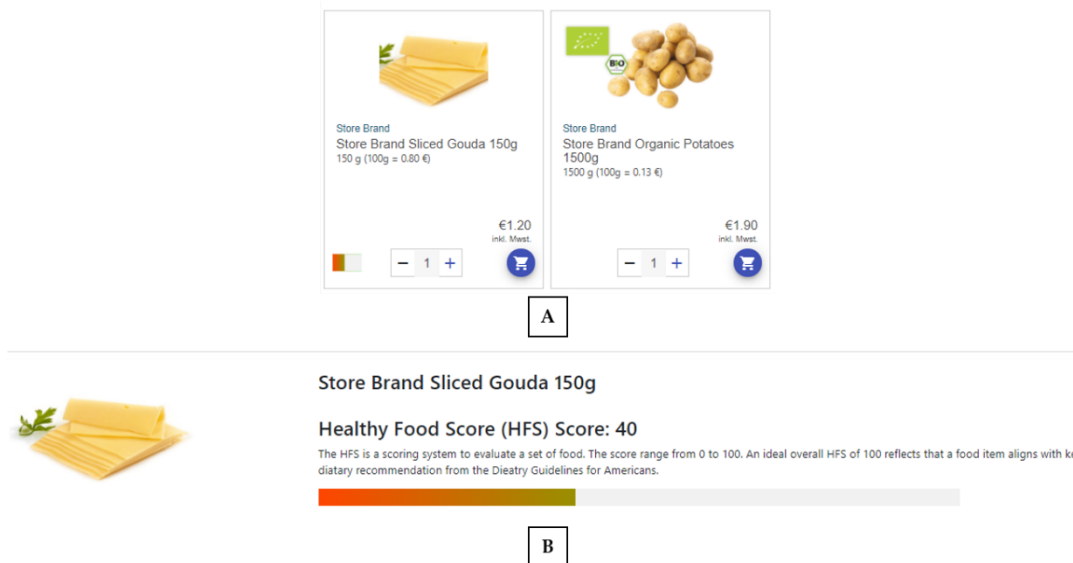 Store Brand
Store Brand Sliced Gouda 150g
150 g (100g = 0.80 €)
€1.20
inkl. Mwst.
− 1 +
BIO
Store Brand
Store Brand Organic Potatoes
1500g
1500 g (100g = 0.13 €)
€1.90
inkl. Mwst.
− 1 +
A
Store Brand Sliced Gouda 150g
Healthy Food Score (HFS) Score: 40
The HFS is a scoring system to evaluate a set of food. The score range from 0 to 100. An ideal overall HFS of 100 reflects that a food item aligns with
diatary recommendation from the Dieatry Guidelines for Americans.
B